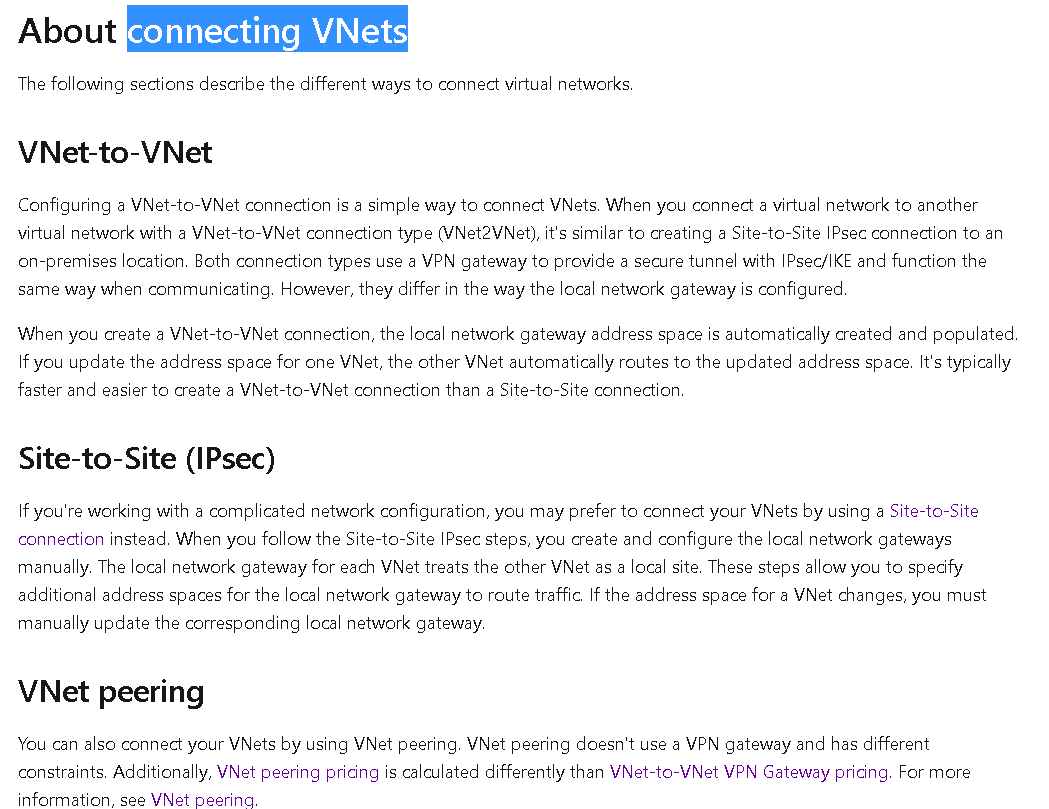 About connecting VNets
The following sections describe the different ways to connect virtual networks.
VNet-to-VNet
Configuring a VNet-to-VNet connection is a simple way to connect VNets. When you connect a virtual network to another
virtual network with a VNet-to-VNet connection type (VNet2VNet), it's similar to creating a Site-to-Site IPsec connection to an
on-premises location. Both connection types use a VPN gateway to provide a secure tunnel with IPsec/IKE and function the
same way when communicating. However, they differ in the way the local network gateway is configured.
When you create a VNet-to-VNet connection, the local network gateway address space is automatically created and populated.
If you update the address space for one VNet, the other VNet automatically routes to the updated address space. It's typically
faster and easier to create a VNet-to-VNet connection than a Site-to-Site connection.
Site-to-Site (IPsec)
If you're working with a complicated network configuration, you may prefer to connect your VNets by using a Site-to-Site
connection instead. When you follow the Site-to-Site IPsec steps, you create and configure the local network gateways
manually. The local network gateway for each VNet treats the other VNet as a local site. These steps allow you to specify
additional address spaces for the local network gateway to route traffic. If the address space for a VNet changes, you must
manually update the corresponding local network gateway.
VNet peering
You can also connect your VNets by using VNet peering. VNet peering doesn't use a VPN gateway and has different
constraints. Additionally, VNet peering pricing is calculated differently than VNet-to-VNet VPN Gateway pricing. For more
information, see VNet peering.